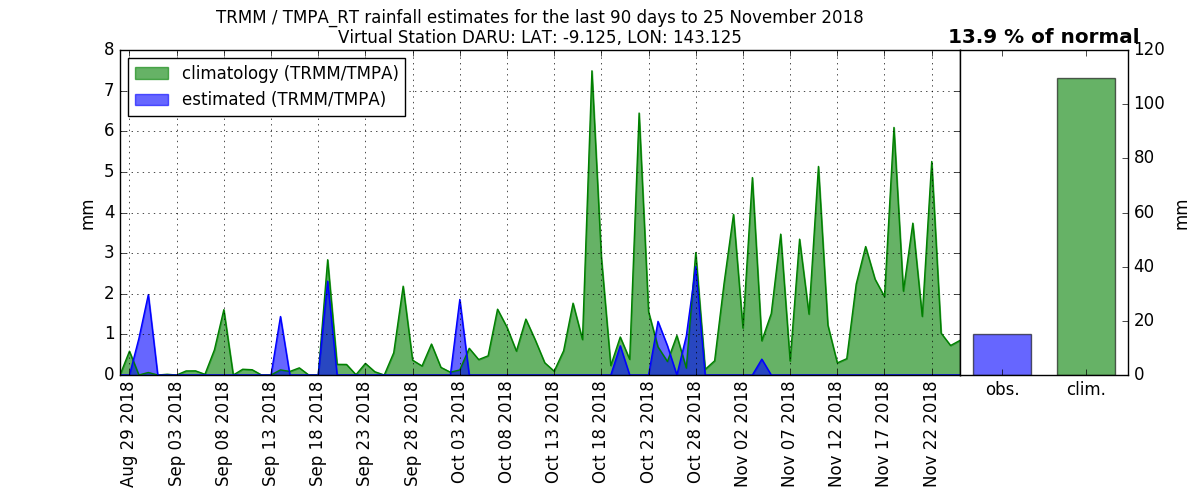 TRMM / TMPA_RT rainfall estimates for the last 90 days to 25 November 2018
Virtual Station DARU: LAT: -9.125, LON: 143.125
13.9 % of normal
climatology (TRMM/TMPA)
estimated (TRMM/TMPA)
mm
8
7
6
5
4
3
2
1
0
Aug 29 2018
Sep 03 2018
Sep 08 2018
Sep 13 2018
Sep 18 2018
Sep 23 2018
Sep 28 2018
Oct 03 2018
Oct 08 2018
Oct 13 2018
Oct 18 2018
Oct 23 2018
Oct 28 2018
Nov 02 2018
Nov 07 2018
Nov 12 2018
Nov 17 2018
Nov 22 2018
obs.
clim.
120
100
80
60
40
20
0
mm